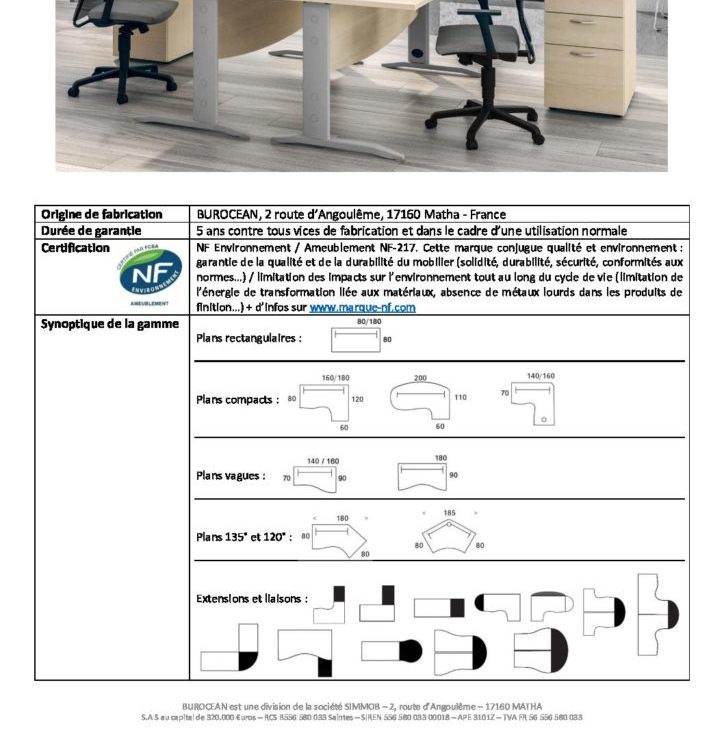 Origine de fabrication
BUROCEAN, 2 route d’Angoulême, 17160 Matha - France
Durée de garantie
5 ans contre tous vices de fabrication et dans le cadre d’une utilisation normale
Certification
CERTIFIÉ PAR FCBA
NF
ENVIRONNEMENT
AMEUBLEMENT
NF Environnement / Ameublement NF-217. Cette marque conjugue qualité et environnement :
garantie de la qualité et de la durabilité du mobilier (solidité, durabilité, sécurité, conformités aux
normes...) / limitation des impacts sur l’environnement tout au long du cycle de vie (limitation de
l’énergie de transformation liée aux matériaux, absence de métaux lourds dans les produits de
finition...) + d’infos sur www.marque-nf.com
Synoptique de la gamme
80/180
Plans rectangulaires :
80
160/180
200
140/160
Plans compacts :
80
120
110
70
60
60
140 / 160
180
Plans vagues :
70
90
90
< 180 >
< 185 >
Plans 135° et 120° :
80
80
80
80
Extensions et liaisons :
BUROCEAN est une division de la société SIMMOB – 2, route d’Angoulême – 17160 MATHA
S.A S au capital de 320.000 €uros – RCS B556 580 033 Saintes – SIREN 556 580 033 00018 – APE 3101Z – TVA FR 56 556 580 033